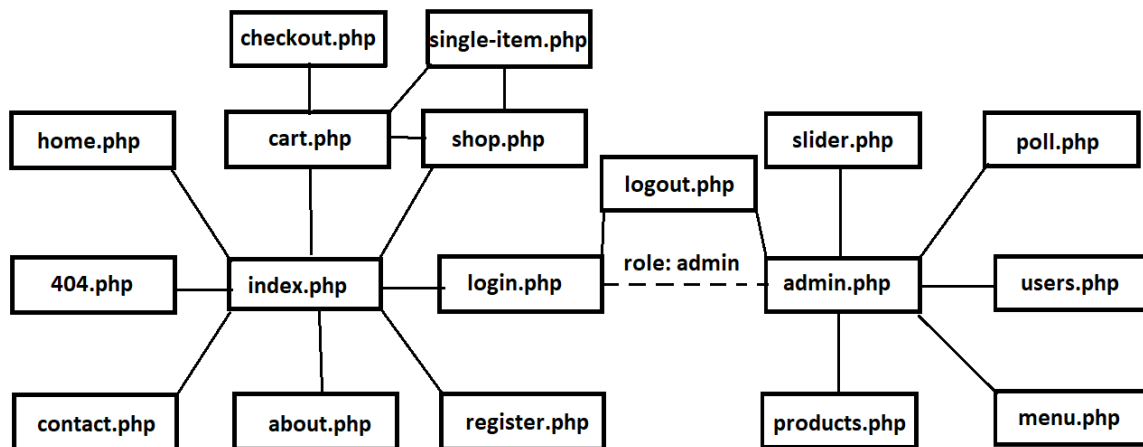 checkout.php
single-item.php
home.php
cart.php
shop.php
slider.php
poll.php
logout.php
404.php
index.php
login.php
role: admin
admin.php
users.php
contact.php
about.php
register.php
products.php
menu.php